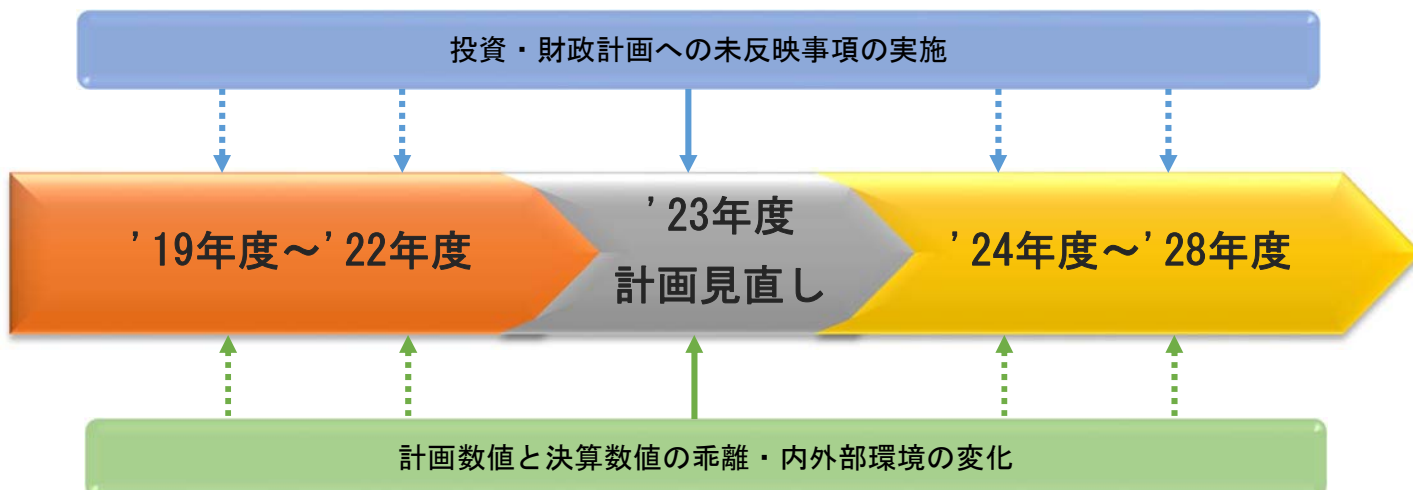 投資・財政計画への未反映事項の実施
’19年度～’22年度
’23年度
計画見直し
’24年度～’28年度
計画数値と決算数値の乖離・内外部環境の変化